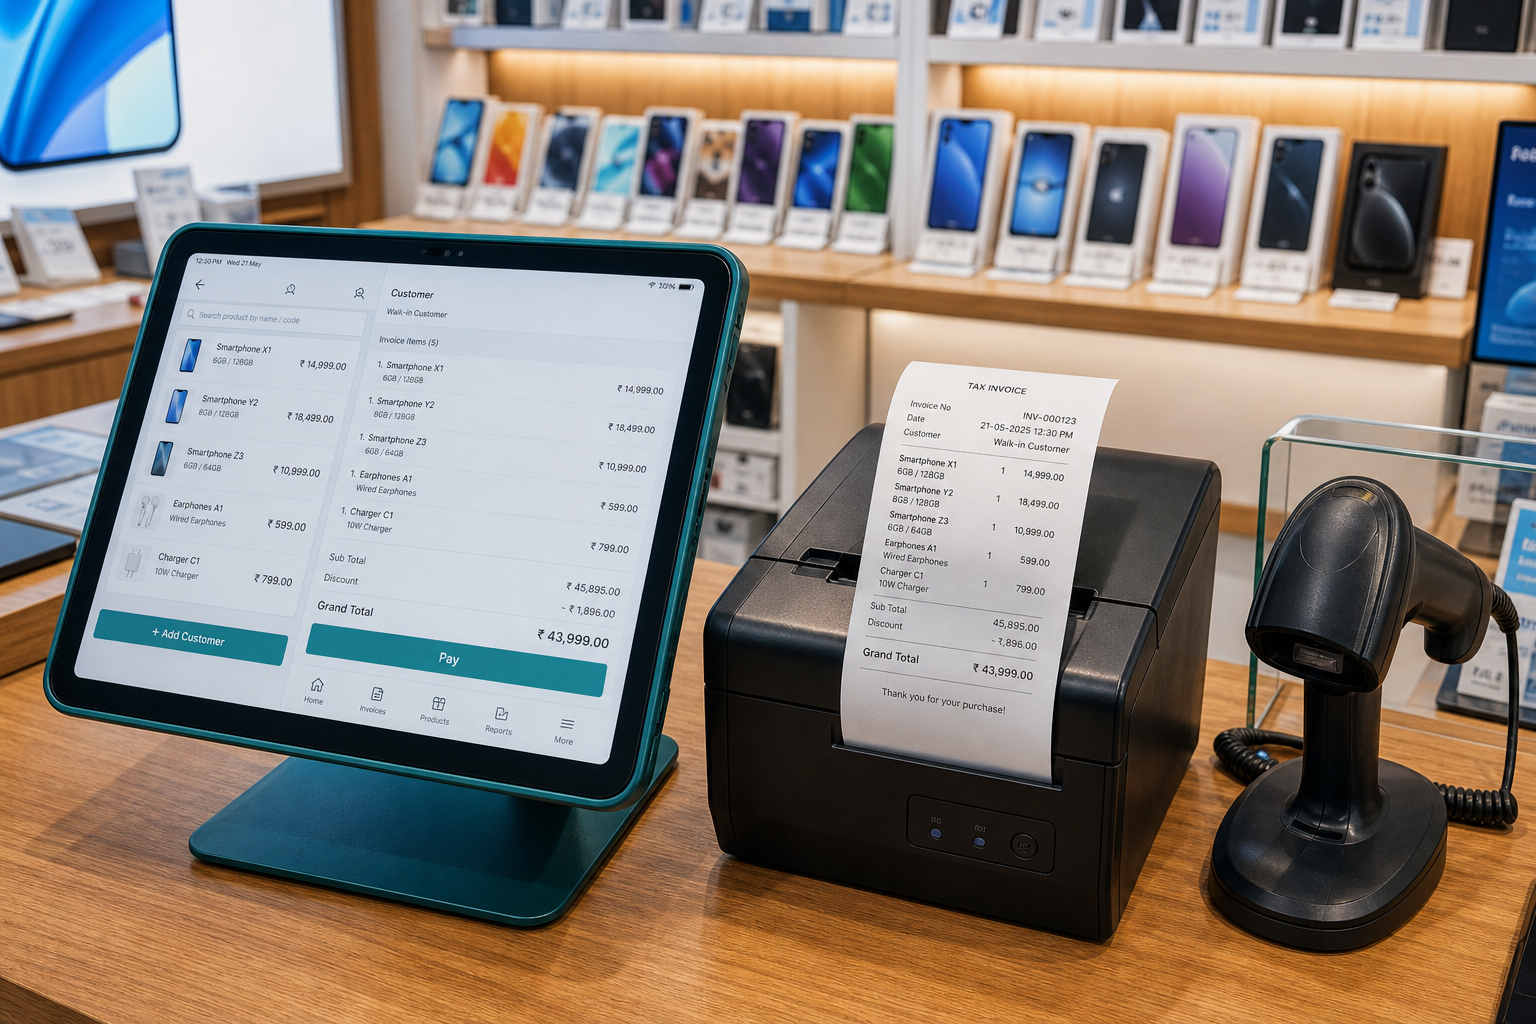 12:30 PM Wed 21 May
Search product by name / code
Smartphone X1
6GB / 128GB
₹ 14,999.00
Smartphone Y2
8GB / 128GB
₹ 18,499.00
Smartphone Z3
6GB / 64GB
₹ 10,999.00
Earphones A1
Wired Earphones
₹ 599.00
Charger C1
10W Charger
₹ 799.00
+ Add Customer
Customer
Walk-in Customer
Invoice Items (5)
1. Smartphone X1
6GB / 128GB
₹ 14,999.00
1. Smartphone Y2
8GB / 128GB
₹ 18,499.00
1. Smartphone Z3
6GB / 64GB
₹ 10,999.00
1. Earphones A1
Wired Earphones
₹ 599.00
1. Charger C1
10W Charger
₹ 799.00
Sub Total
₹ 45,895.00
Discount
- ₹ 1,896.00
Grand Total
₹ 43,999.00
Pay
Home
Invoices
Products
Reports
More
TAX INVOICE
Invoice No INV-000123
Date 21-05-2025 12:30 PM
Customer Walk-in Customer
Smartphone X1 1 14,999.00
6GB / 128GB
Smartphone Y2 1 18,499.00
8GB / 128GB
Smartphone Z3 1 10,999.00
6GB / 64GB
Earphones A1 1 599.00
Wired Earphones
Charger C1 1 799.00
10W Charger
Sub Total 45,895.00
Discount - ₹,896.00
Grand Total ₹ 43,999.00
Thank you for your purchase!